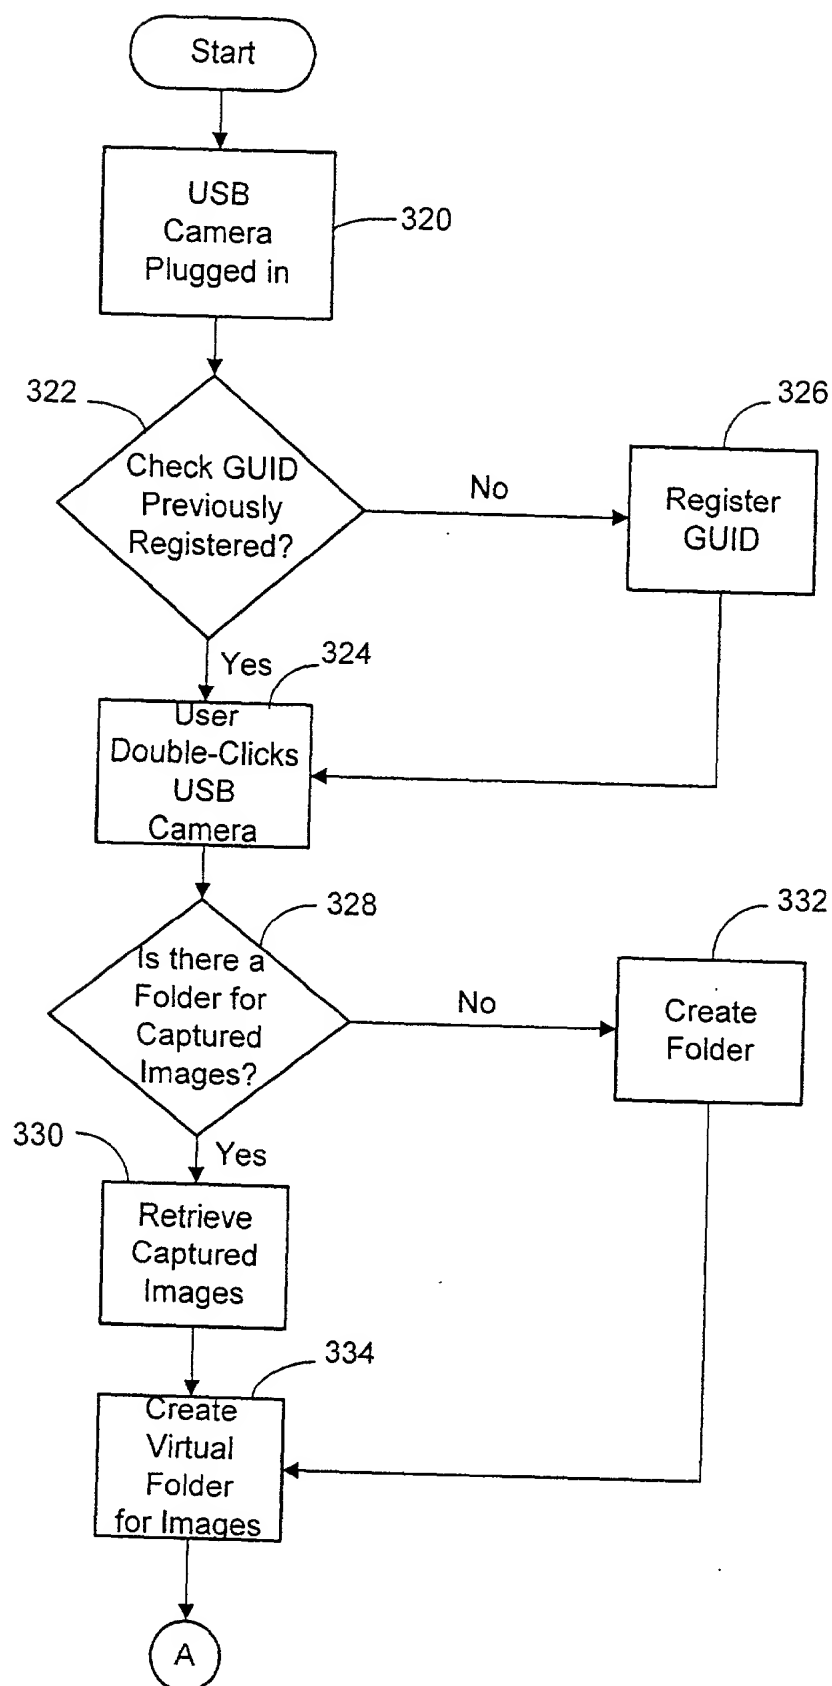 Start
USB
Camera
Plugged in
320
322
Check GUID
Previously
Registered?
No
326
Register
GUID
Yes
324
User
Double-Clicks
USB
Camera
328
Is there a
Folder for
Captured
Images?
No
332
Create
Folder
330
Yes
Retrieve
Captured
Images
334
Create
Virtual
Folder
for Images
A